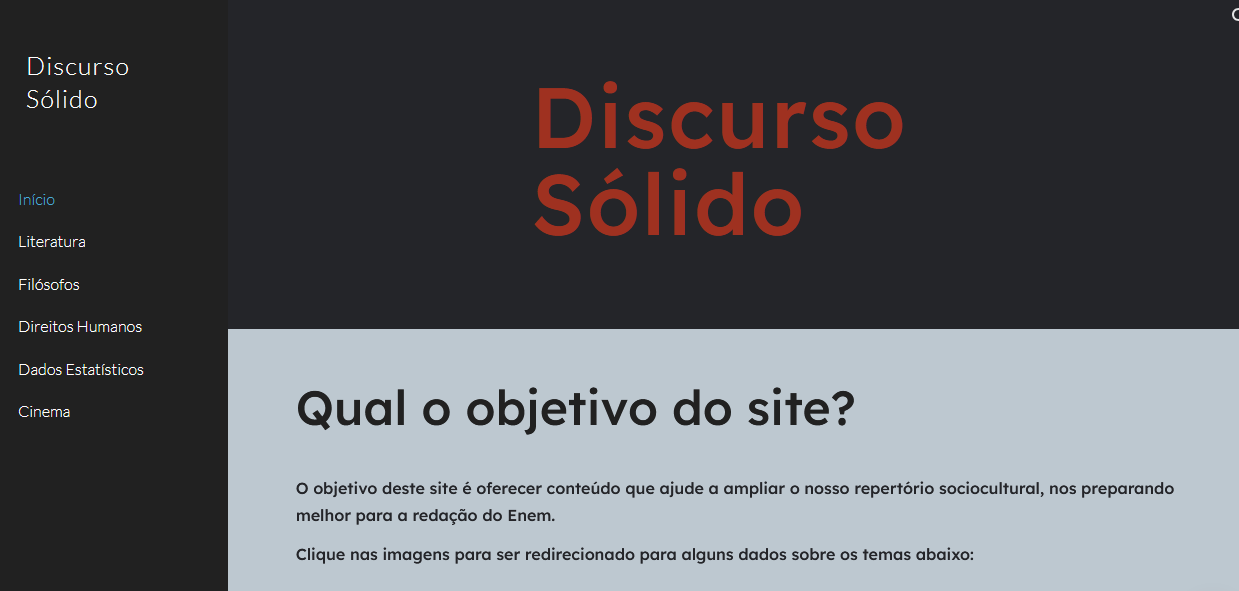 Discurso
Sólido
Início
Literatura
Filósofos
Direitos Humanos
Dados Estatísticos
Cinema
Discurso
Sólido
Qual o objetivo do site?
O objetivo deste site é oferecer conteúdo que ajude a ampliar o nosso repertório sociocultural, nos preparando
melhor para a redação do Enem.
Clique nas imagens para ser redirecionado para alguns dados sobre os temas abaixo: